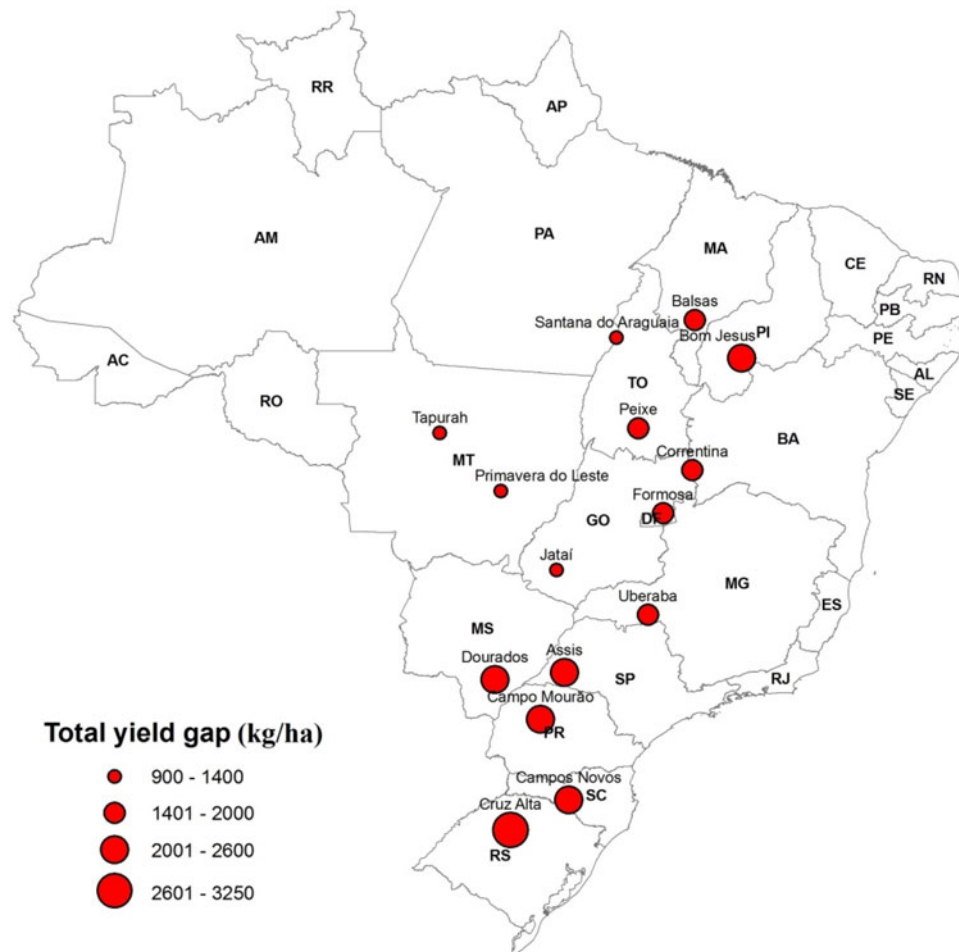 RR
AP
AM
PA
MA
CE
RN
PB
PE
AL
SE
Balsas
Santana do Araguaia
Bom Jesus
PI
AC
RO
TO
Tapurah
Peixe
BA
MT
Correntina
Primavera do Leste
Formosa
GO
DF
Jataí
MG
Uberaba
ES
MS
Assis
Dourados
SP
RJ
Campo Mourão
PR
Total yield gap (kg/ha)
900 - 1400
1401 - 2000
2001 - 2600
2601 - 3250
Campos Novos
SC
Cruz Alta
RS